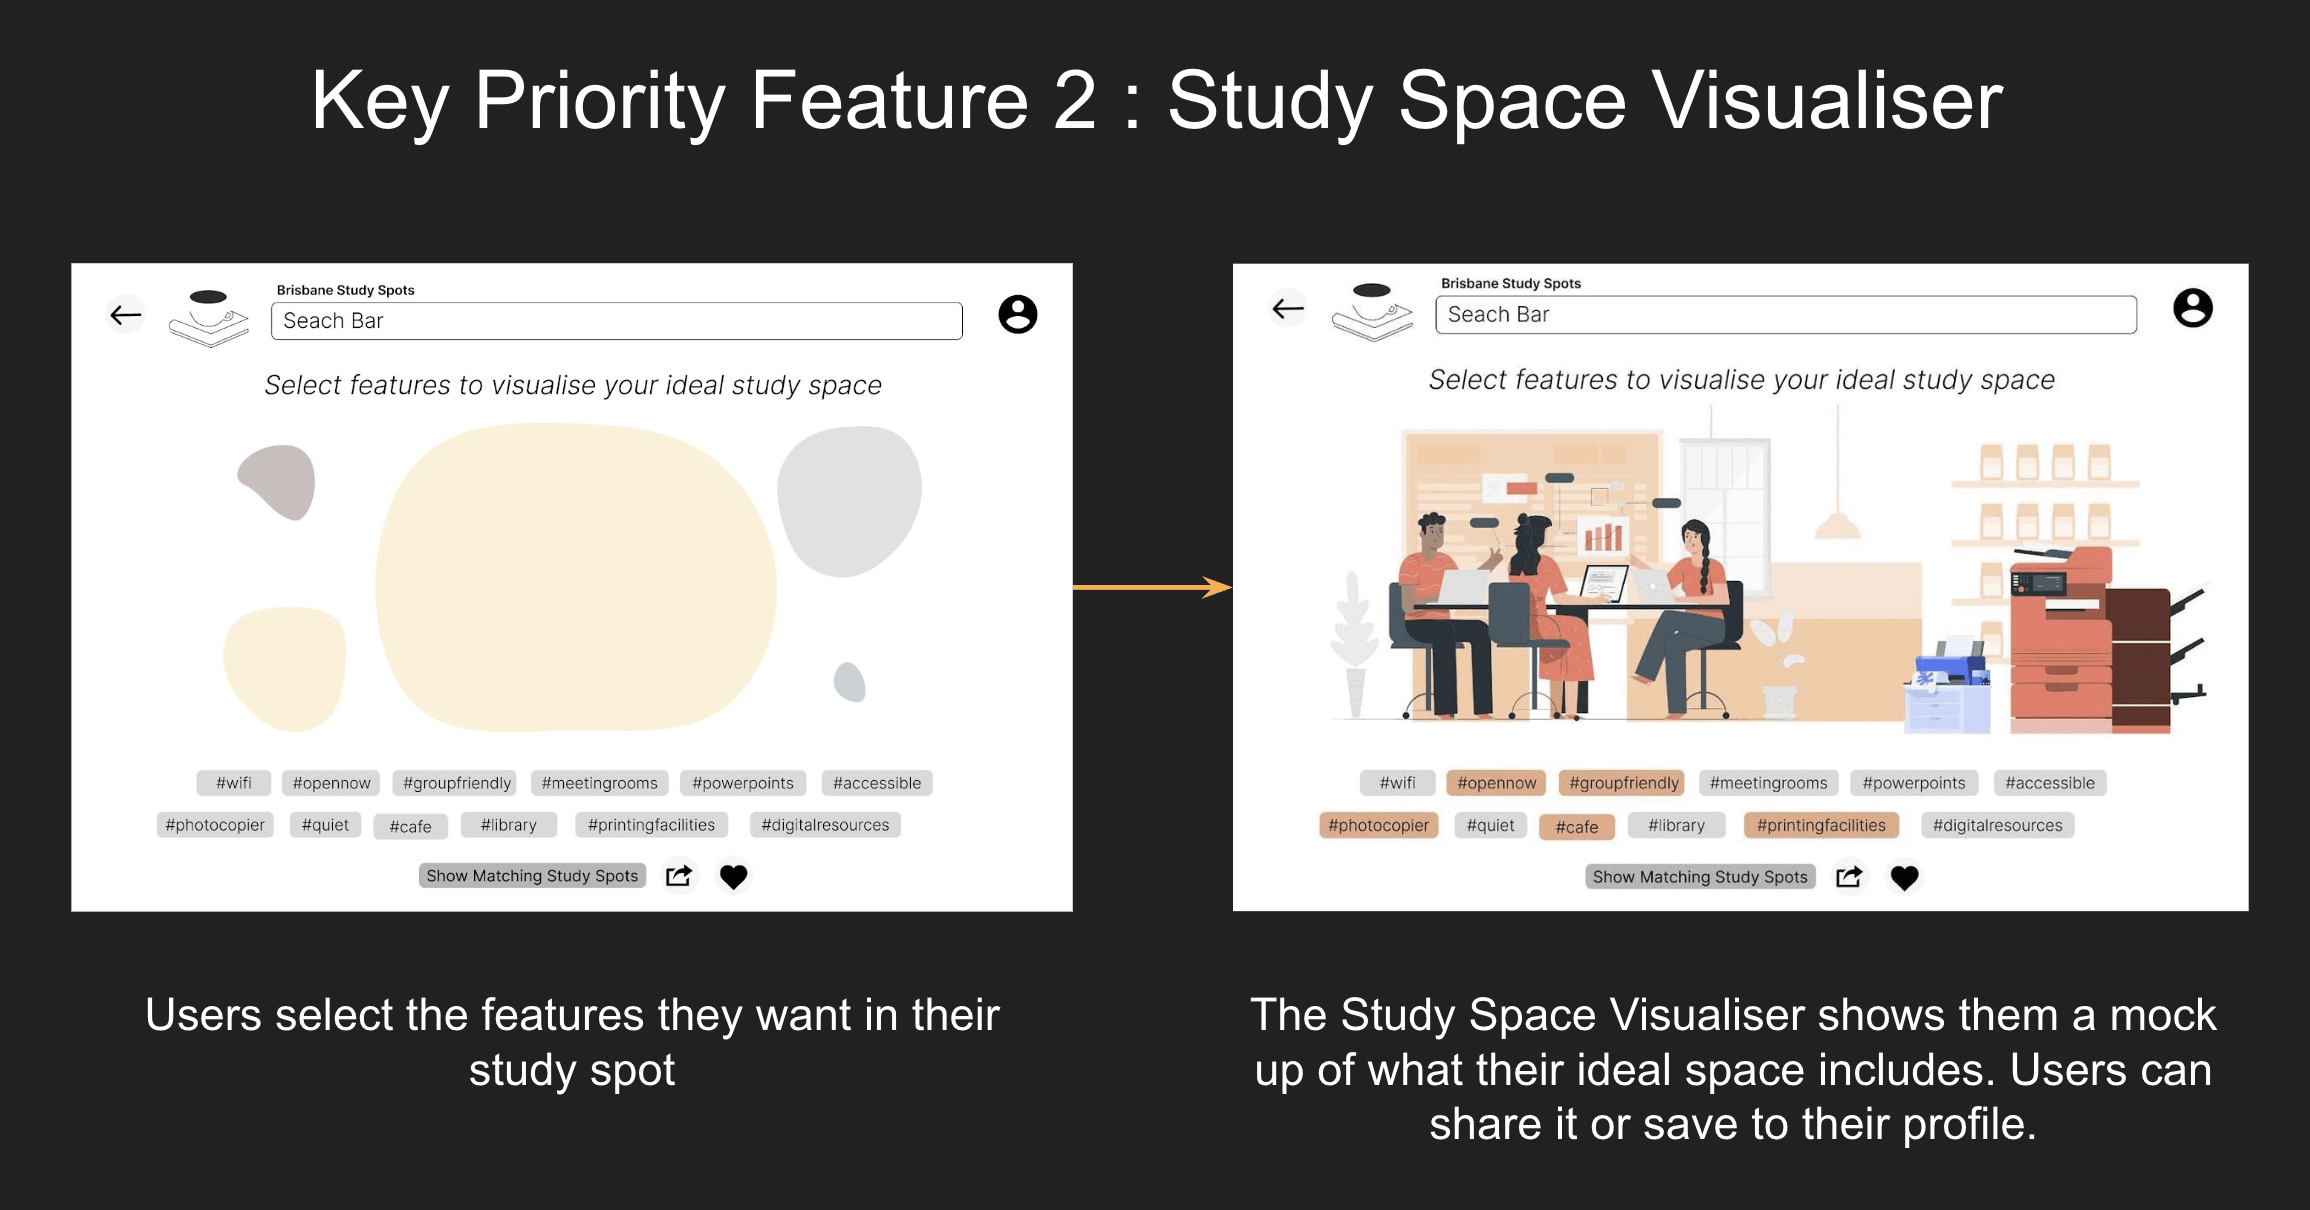 Key Priority Feature 2 : Study Space Visualiser
Brisbane Study Spots
Seach Bar
Select features to visualise your ideal study space
#wifi #opennow #groupfriendly #meetingrooms #powerpoints #accessible
#photocopier #quiet #cafe #library #printingfacilities #digitalresources
Show Matching Study Spots
Users select the features they want in their
study spot
Brisbane Study Spots
Seach Bar
Select features to visualise your ideal study space
#wifi #opennow #groupfriendly #meetingrooms #powerpoints #accessible
#photocopier #quiet #cafe #library #printingfacilities #digitalresources
Show Matching Study Spots
The Study Space Visualiser shows them a mock
up of what their ideal space includes. Users can
share it or save to their profile.